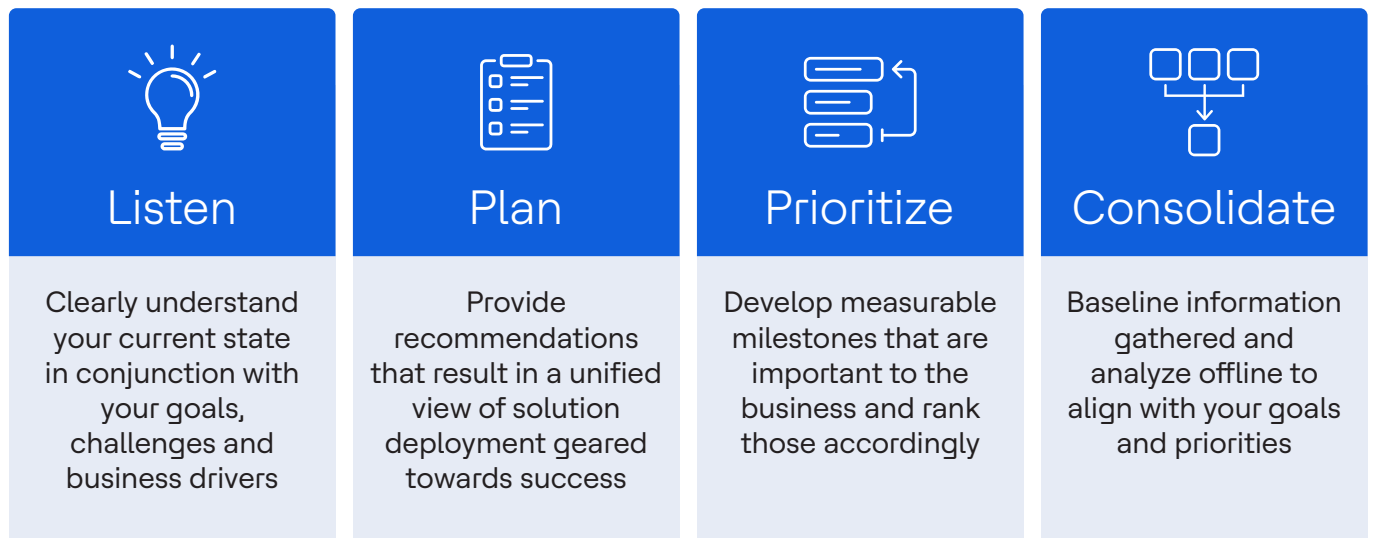 Listen
Clearly understand
your current state
in conjunction with
your goals,
challenges and
business drivers
Plan
Provide
recommendations
that result in a unified
view of solution
deployment geared
towards success
Prioritize
Develop measurable
milestones that are
important to the
business and rank
those accordingly
Consolidate
Baseline information
gathered and
analyze offline to
align with your goals
and priorities